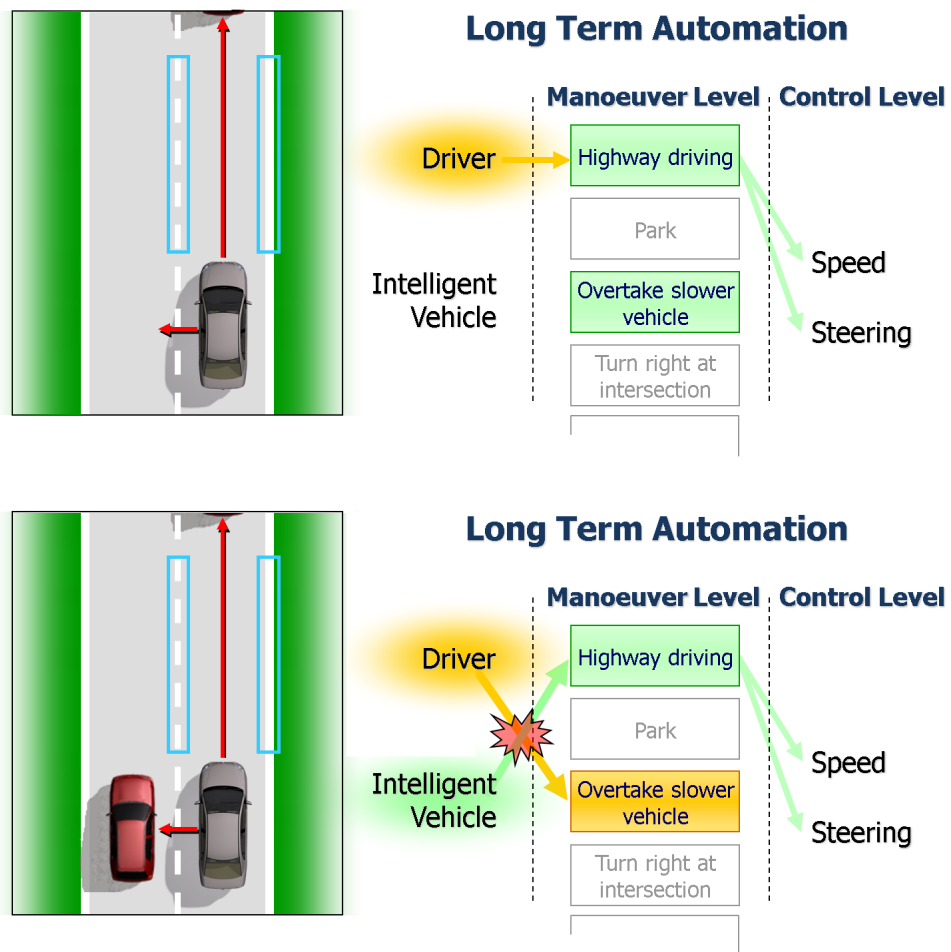 Long Term Automation
Manoeuver Level
Control Level
Driver
Highway driving
Park
Intelligent
Vehicle
Overtake slower
vehicle
Turn right at
intersection
Speed
Steering
Long Term Automation
Manoeuver Level
Control Level
Driver
Highway driving
Park
Intelligent
Vehicle
Overtake slower
vehicle
Turn right at
intersection
Speed
Steering